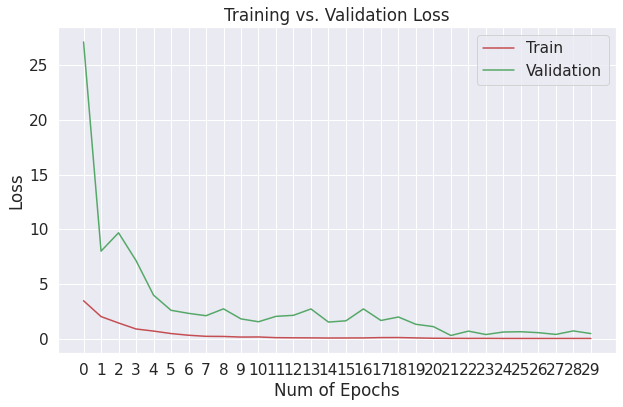 Training vs. Validation Loss
Train
Validation
25
20
15
10
5
0
Loss
0 1 2 3 4 5 6 7 8 9 10 11 12 13 14 15 16 17 18 19 20 21 22 23 24 25 26 27 28 29
Num of Epochs